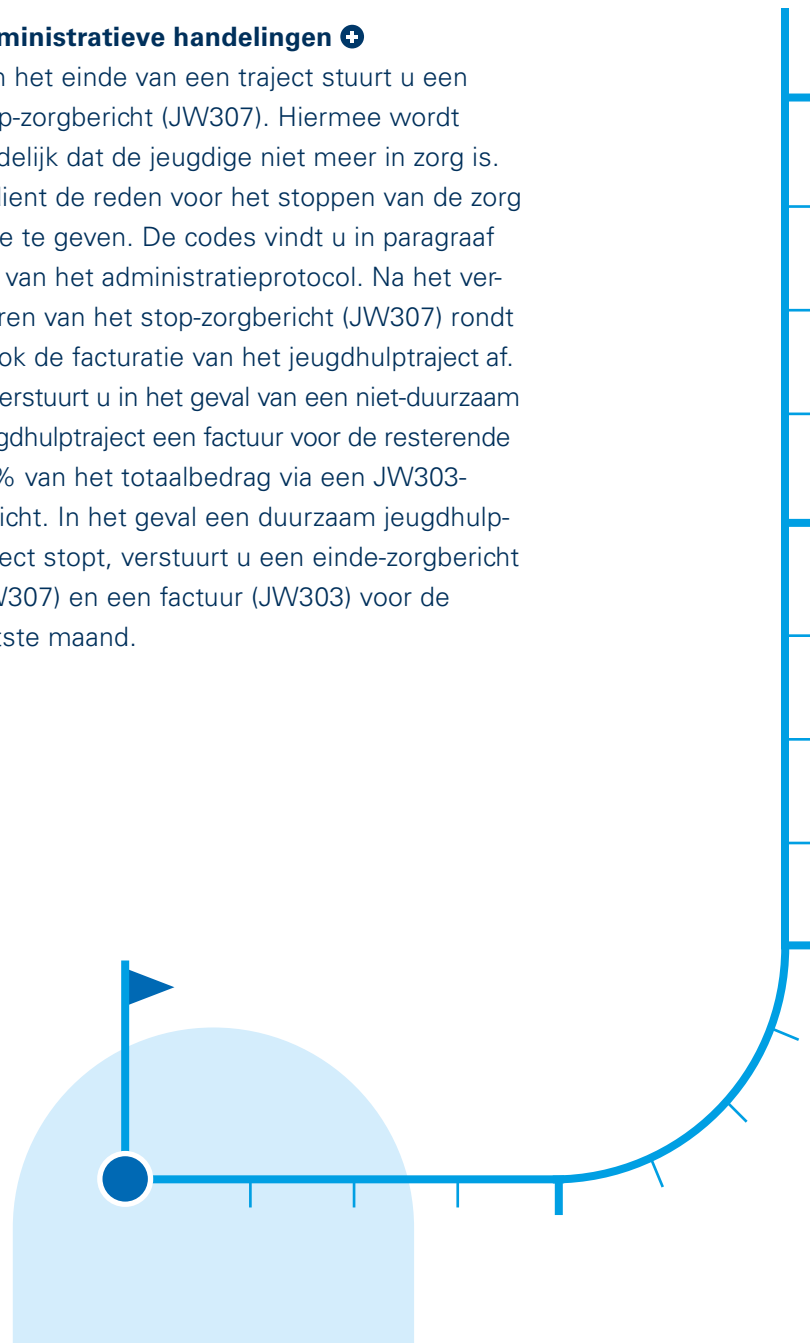 ministratieve handelingen
n het einde van een traject stuurt u een
p-zorgbericht (JW307). Hiermee wordt
delijk dat de jeugdige niet meer in zorg is.
dient de reden voor het stoppen van de zorg
e te geven. De codes vindt u in paragraaf
van het administratieprotocol. Na het ver-
ren van het stop-zorgbericht (JW307) rondt
ok de facturatie van het jeugdhulptraject af.
erstuurt u in het geval van een niet-duurzaam
gdhulptraject een factuur voor de resterende
% van het totaalbedrag via een JW303-
icht. In het geval een duurzaam jeugdhulp-
ect stopt, verstuurt u een einde-zorgbericht
W307) en een factuur (JW303) voor de
tste maand.